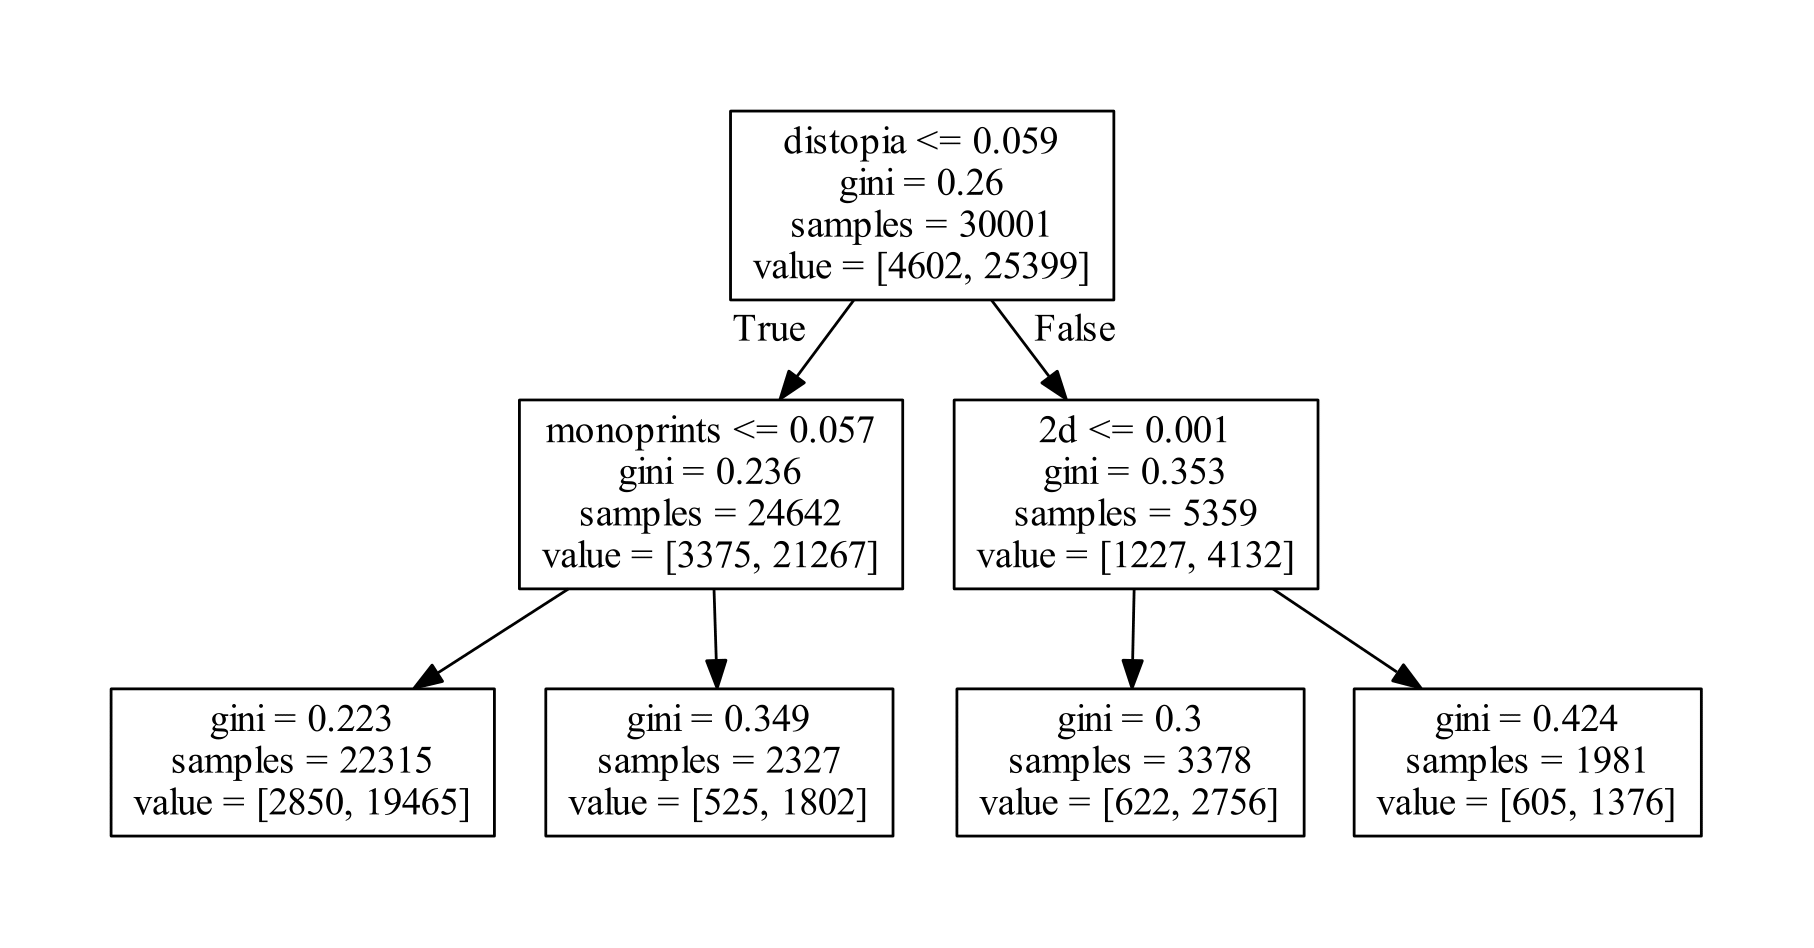 distopia <= 0.059
gini = 0.26
samples = 30001
value = [4602, 25399]
True
False
monoprints <= 0.057
gini = 0.236
samples = 24642
value = [3375, 21267]
2d <= 0.001
gini = 0.353
samples = 5359
value = [1227, 4132]
gini = 0.223
samples = 22315
value = [2850, 19465]
gini = 0.349
samples = 2327
value = [525, 1802]
gini = 0.3
samples = 3378
value = [622, 2756]
gini = 0.424
samples = 1981
value = [605, 1376]